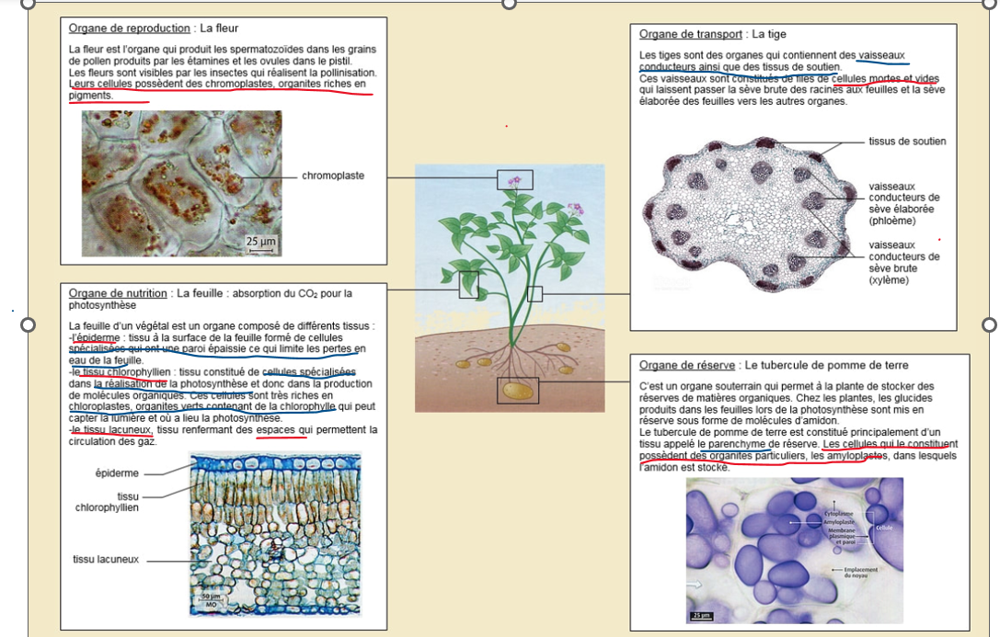 Organe de reproduction : La fleur
La fleur est l'organe qui produit les spermatozoïdes dans les grains
de pollen produits par les étamines et les ovules dans le pistil.
Les fleurs sont visibles par les insectes qui réalisent la pollinisation.
Leurs cellules possèdent des chromoplastes, organites riches en
pigments.
chromoplaste
25 µm
Organe de nutrition : La feuille : absorption du CO₂ pour la
photosynthèse
La feuille d'un végétal est un organe composé de différents tissus :
-l'épiderme : tissu à la surface de la feuille formé de cellules
spécialisées qui ont une paroi épaissie ce qui limite les pertes en
eau de la feuille.
-le tissu chlorophyllien : tissu constitué de cellules spécialisées
dans la réalisation de la photosynthèse et donc dans la production
de molécules organiques. Ces cellules sont très riches en
chloroplastes, organites verts contenant de la chlorophylle qui peut
capter la lumière et où a lieu la photosynthèse.
-le tissu lacuneux, tissu renfermant des espaces qui permettent la
circulation des gaz.
épiderme
tissu
chlorophyllien
tissu lacuneux
50 µm
MO
Organe de transport : La tige
Les tiges sont des organes qui contiennent des vaisseaux
conducteurs ainsi que des tissus de soutien.
Ces vaisseaux sont constitués de files de cellules mortes et vides
qui laissent passer la sève brute des racines aux feuilles et la sève
élaborée des feuilles vers les autres organes.
tissus de soutien
vaisseaux
conducteurs de
sève élaborée
(phloème)
vaisseaux
conducteurs de
sève brute
(xylème)
Organe de réserve : Le tubercule de pomme de terre
C'est un organe souterrain qui permet à la plante de stocker des
réserves de matières organiques. Chez les plantes, les glucides
produits dans les feuilles lors de la photosynthèse sont mis en
réserve sous forme de molécules d'amidon.
Le tubercule de pomme de terre est constitué principalement d'un
tissu appelé le parenchyme de réserve. Les cellules qui le constituent
possèdent des organites particuliers, les amyloplastes, dans lesquels
l'amidon est stocké.
Cytoplasme
Amyloplaste
Membrane
plasmique
et paroi
Cellule
Emplacement
du noyau
25 µm